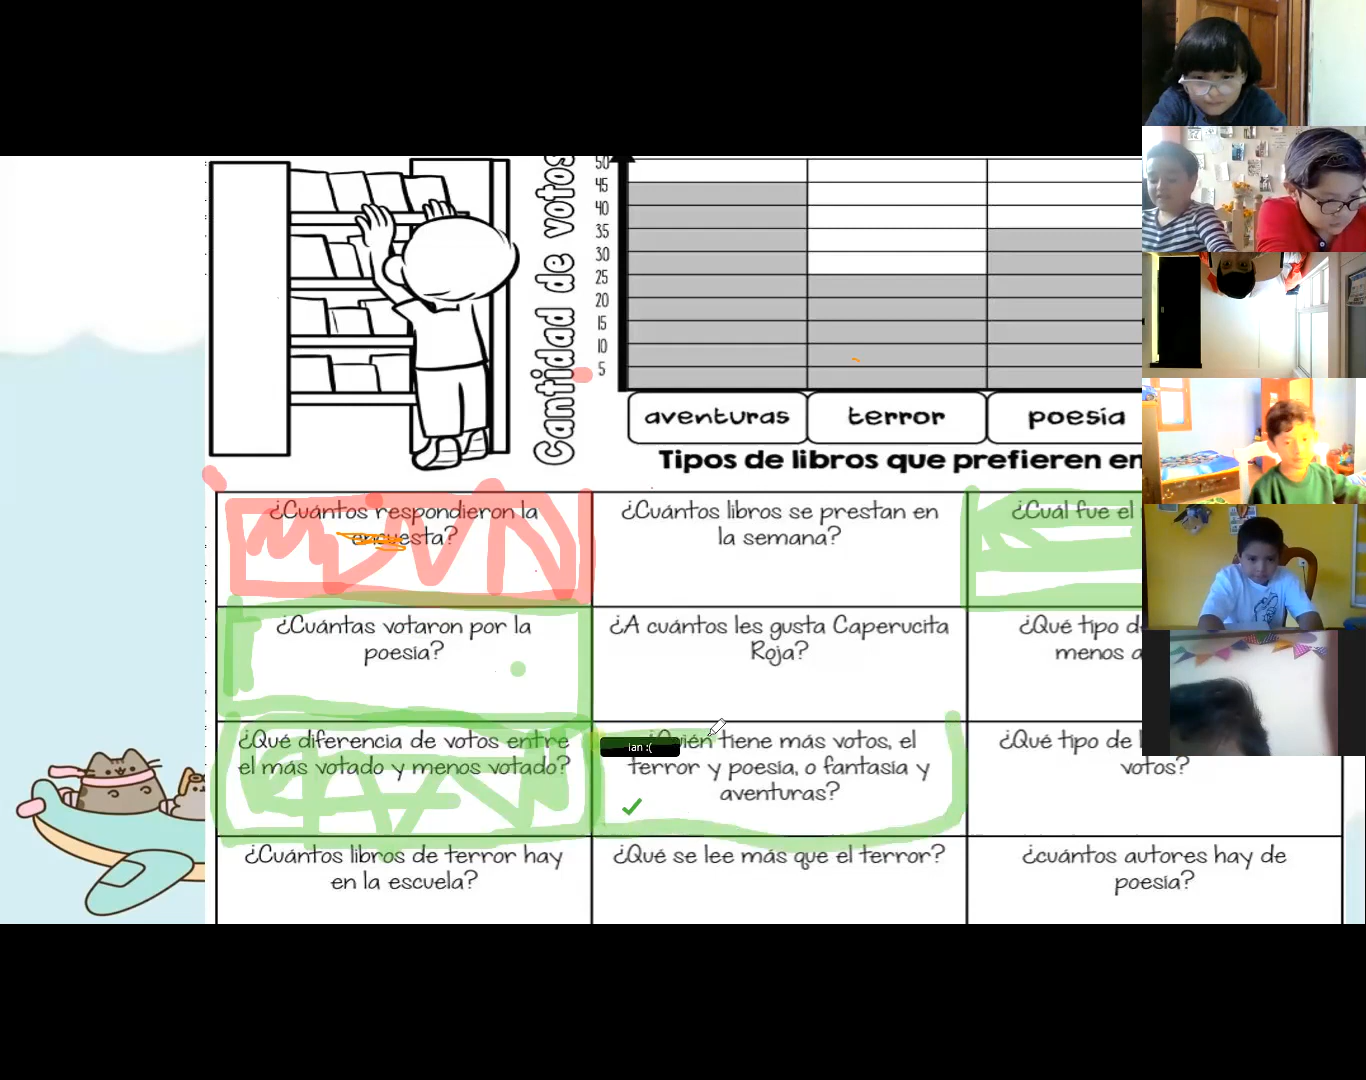 Cantidad de votos
50
45
40
35
30
25
20
15
10
5
aventuras
terror
poesía
Tipos de libros que prefieren en
¿Cuántos respondieron la
encuesta?
¿Cuántos libros se prestan en
la semana?
¿Cuál fue el
¿Cuántas votaron por la
poesía?
¿A cuántos les gusta Caperucita
Roja?
¿Qué tipo d
menos a
¿Qué diferencia de votos entre
el más votado y menos votado?
ian :(
¿Quién tiene más votos, el
terror y poesía, o fantasía y
aventuras?
¿Qué tipo de l
votos?
¿Cuántos libros de terror hay
en la escuela?
¿Qué se lee más que el terror?
¿cuántos autores hay de
poesía?